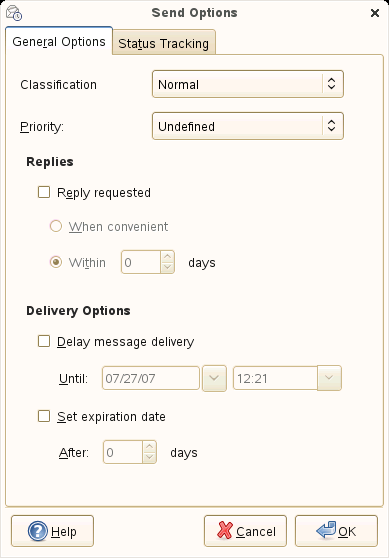 Send Options
General Options Status Tracking
Classification Normal
Priority: Undefined
Replies
Reply requested
When convenient
Within 0 days
Delivery Options
Delay message delivery
Until: 07/27/07 12:21
Set expiration date
After: 0 days
Help Cancel OK